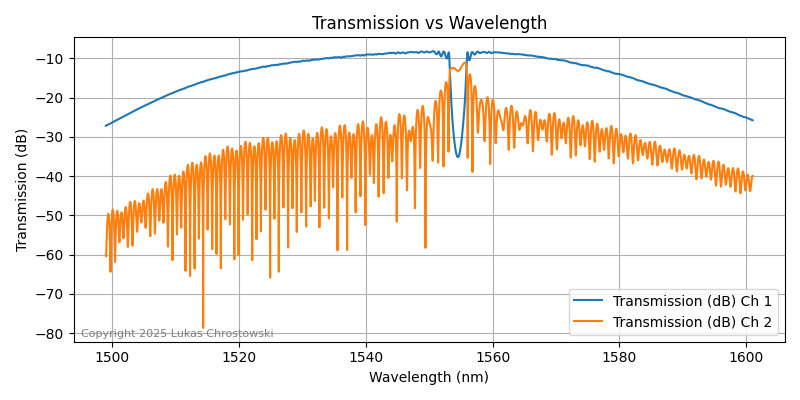 Transmission vs Wavelength
Transmission (dB)
−10
−20
−30
−40
−50
−60
−70
−80
Transmission (dB) Ch 1
Transmission (dB) Ch 2
Copyright 2025 Lukas Chrostowski
1500
1520
1540
1560
1580
1600
Wavelength (nm)